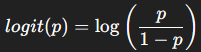 logit(p) = log(p / (1 − p))